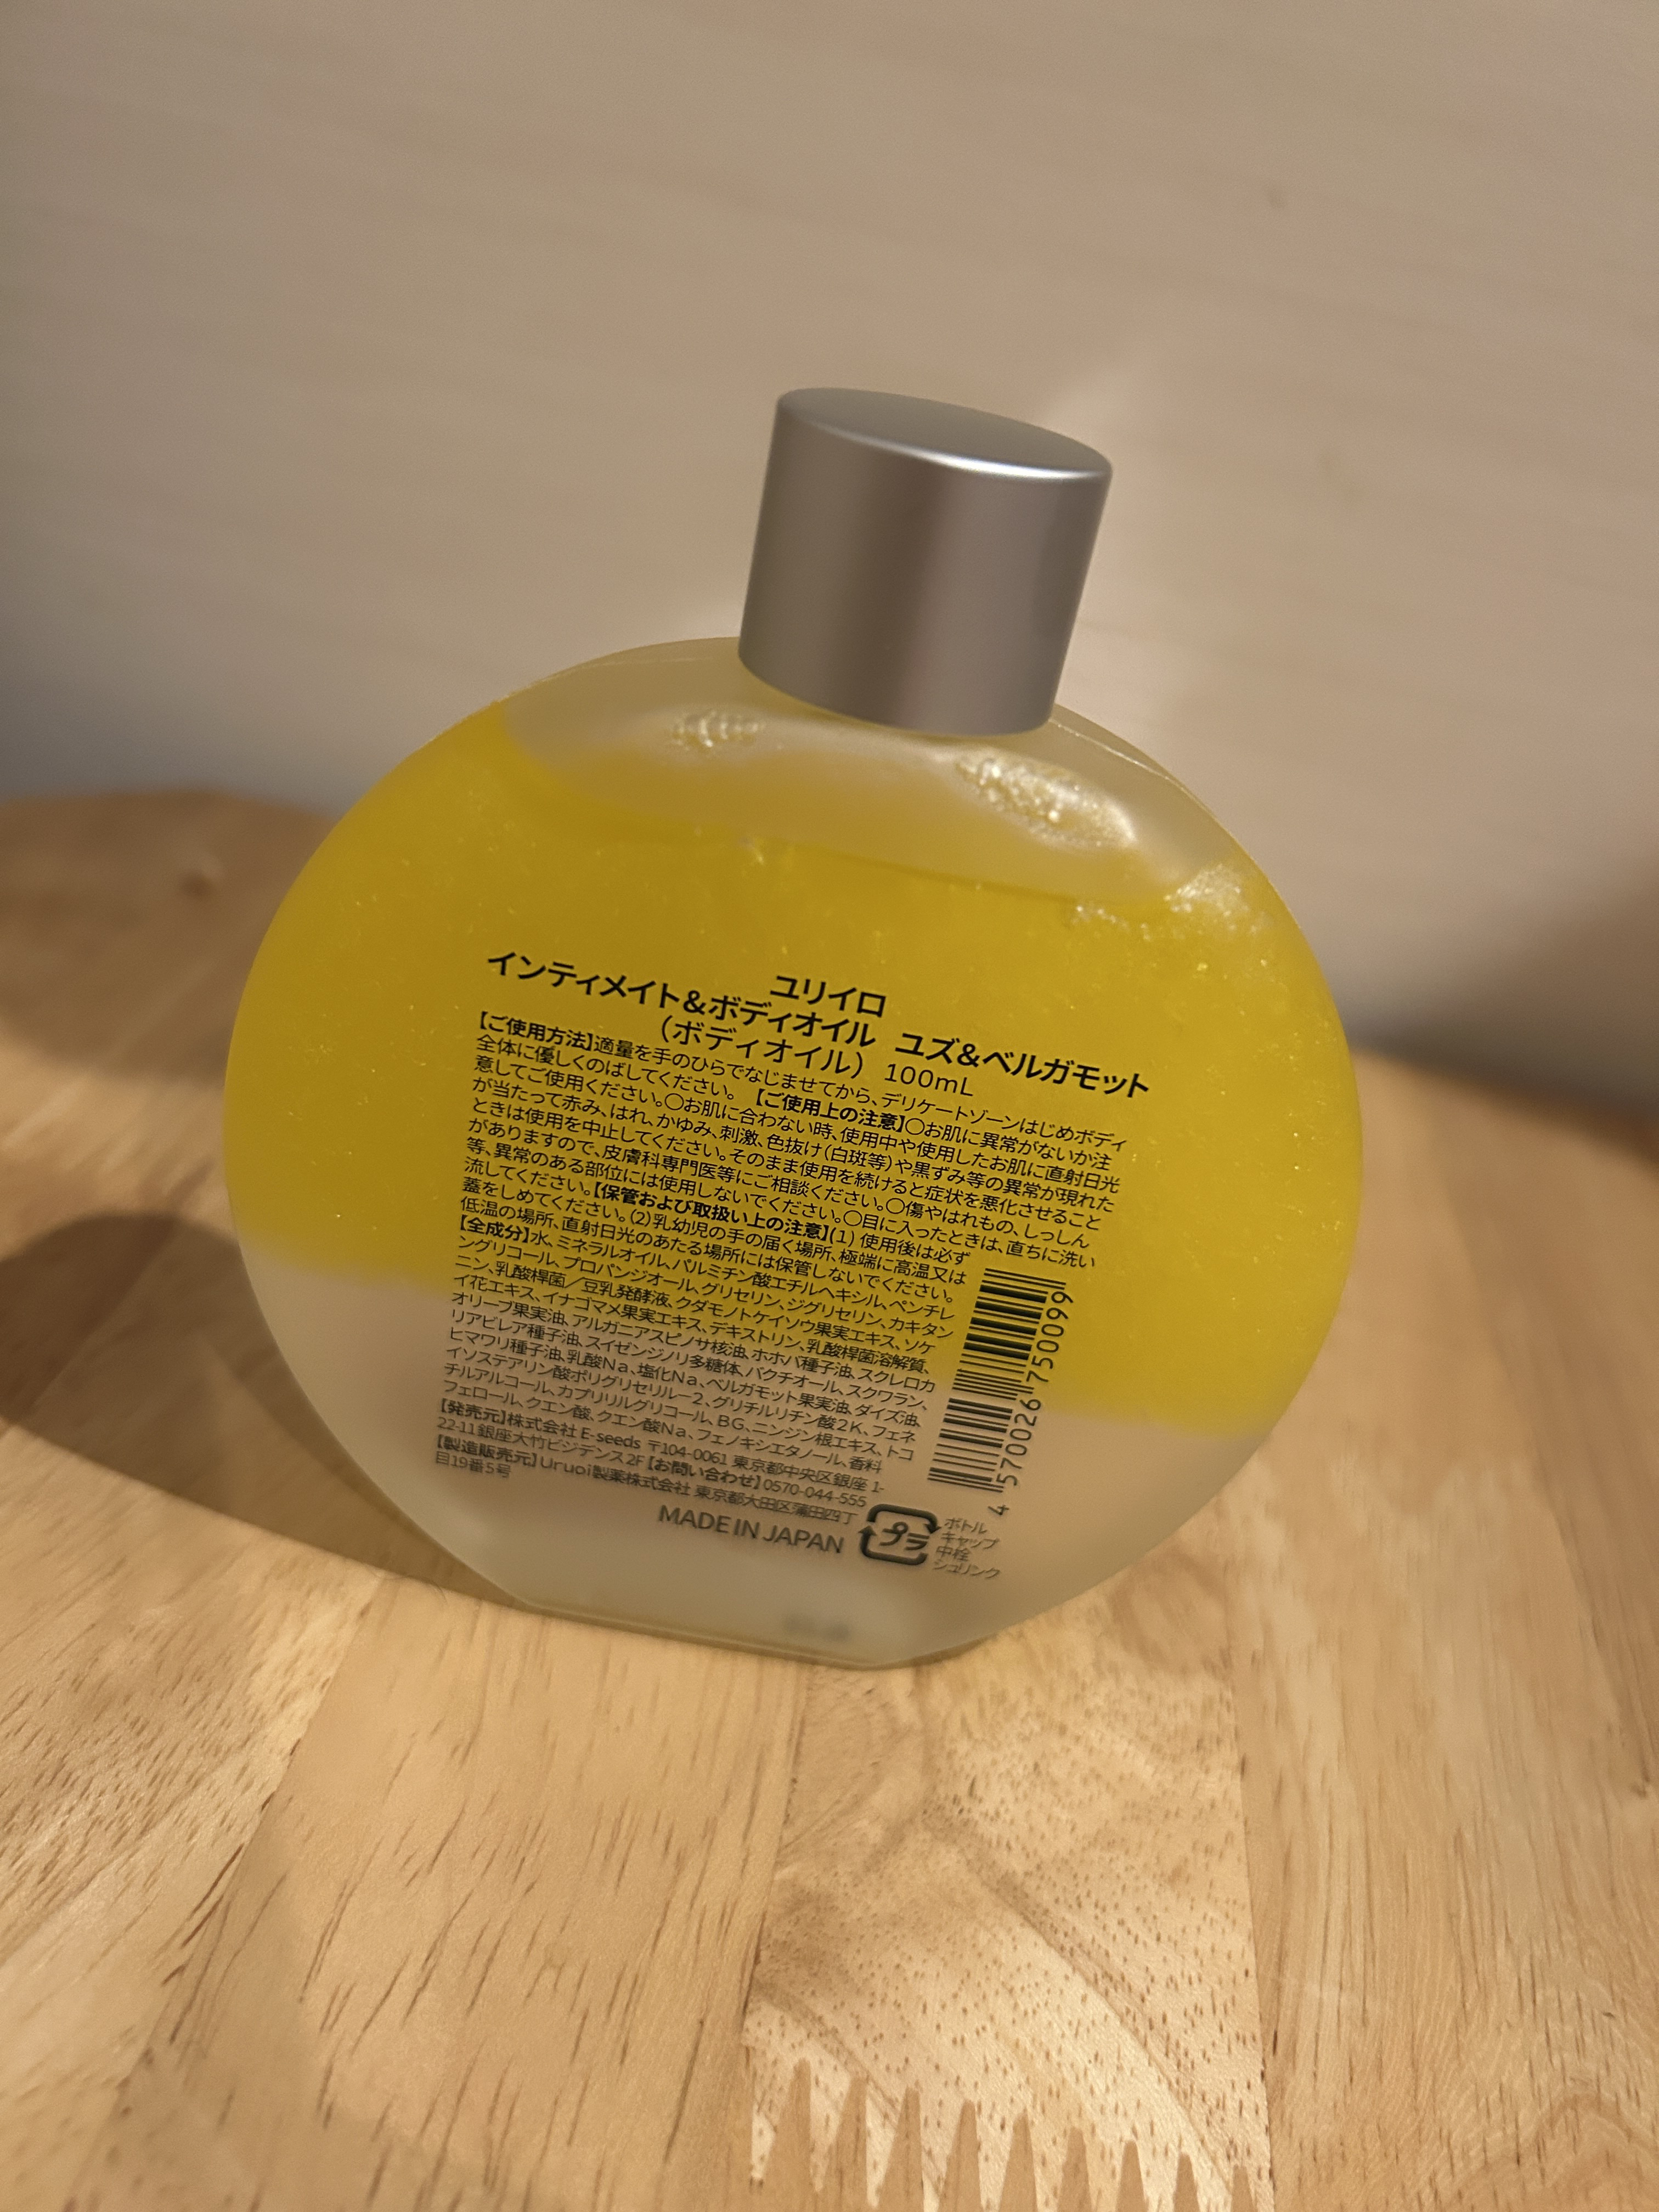 ユリイロ
インティメイト&ボディオイル ユズ&ベルガモット
(ボディオイル) 100mL
【ご使用方法】適量を手のひらでなじませてから、デリケートゾーンはじめボディ
全体に優しくのばしてください。 【ご使用上の注意】○お肌に異常がないか注
意してご使用ください。○お肌に合わない時、使用中や使用したお肌に直射日光
が当たって赤み、はれ、かゆみ、刺激、色抜け(白斑等)や黒ずみ等の異常が現れた
ときは使用を中止してください。そのまま使用を続けると症状を悪化させること
がありますので、皮膚科専門医等にご相談ください。○傷やはれもの、しっしん
等、異常のある部位には使用しないでください。○目に入ったときは、直ちに洗い
流してください。【保管および取扱い上の注意】(1) 使用後は必ず
蓋をしめてください。(2)乳幼児の手の届く場所、極端に高温又は
低温の場所、直射日光のあたる場所には保管しないでください。
【全成分】水、ミネラルオイル、パルミチン酸エチルヘキシル、ペンチレ
ングリコール、プロパンジオール、グリセリン、ジグリセリン、カキタン
ニン、乳酸桿菌/豆乳発酵液、クダモノトケイソウ果実エキス、ソケ
イ花エキス、イナゴマメ果実エキス、デキストリン、乳酸桿菌溶解質、
オリーブ果実油、アルガニアスピノサ核油、ホホバ種子油、スクレロカ
リアビレア種子油、スイゼンジノリ多糖体、バクチオール、スクワラン、
ヒマワリ種子油、乳酸Na、塩化Na、ベルガモット果実油、ダイズ油、
イソステアリン酸ポリグリセリル-2、グリチルリチン酸2K、フェネ
チルアルコール、カプリリルグリコール、BG、ニンジン根エキス、トコ
フェロール、クエン酸、クエン酸Na、フェノキシエタノール、香料
【発売元】株式会社 E-seeds 〒104-0061 東京都中央区銀座 1-
22-11 銀座大竹ビジデンス 2F 【お問い合わせ】 0570-044-555
【製造販売元】Uruoi製薬株式会社 東京都大田区蒲田四丁
目19番5号
MADE IN JAPAN
プラ
ボトル
キャップ
中栓
シュリンク
4 570026 750099